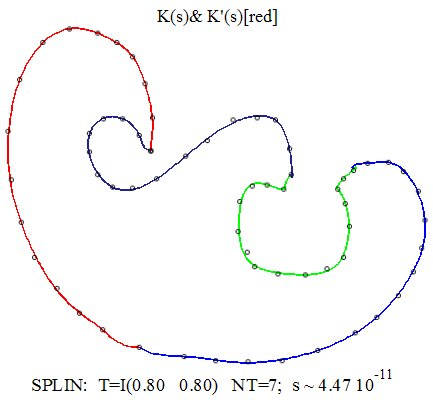 K(s)& K'(s)[red]
SPLIN: T=I(0.80 0.80) NT=7; s ~ 4.47 10⁻¹¹